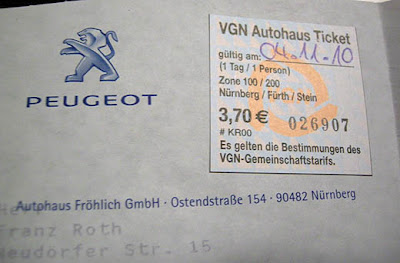 PEUGEOT
VGN Autohaus Ticket
gültig am: 04.11.10
(1 Tag / 1 Person)
Zone 100 / 200
Nürnberg / Fürth / Stein
3,70 €
# KR00 026907
Es gelten die Bestimmungen des
VGN-Gemeinschaftstarifs.
Autohaus Fröhlich GmbH · Ostendstraße 154 · 90482 Nürnberg
Herrn
Franz Roth
Neudörfer Str. 15